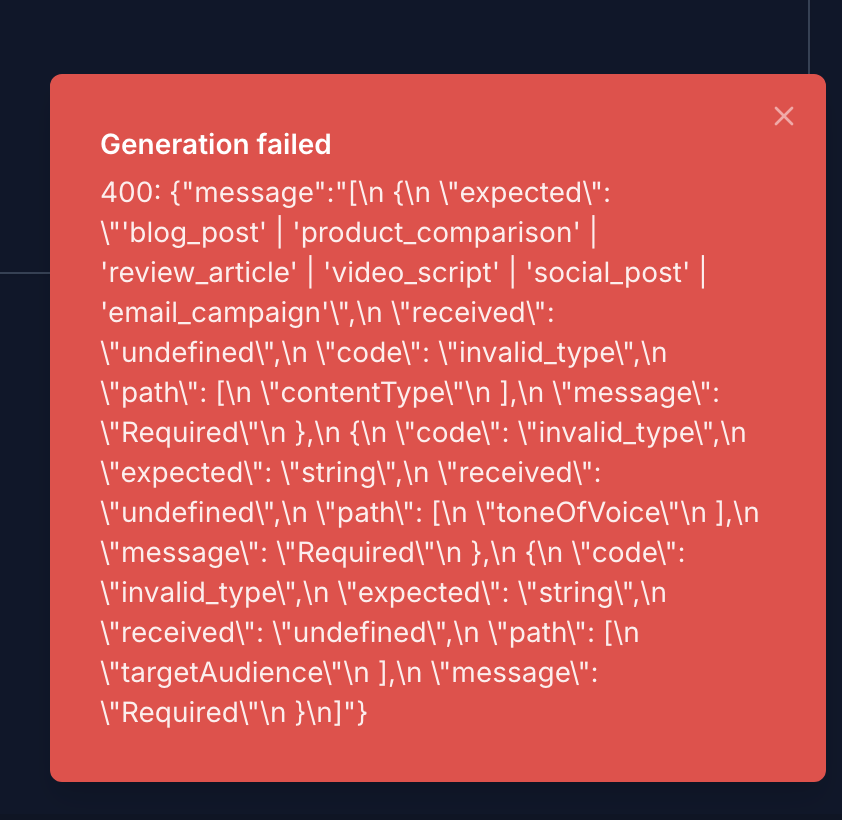 Generation failed
400: {"message":"[\n {\n \"expected\":
\"'blog_post' | 'product_comparison' |
'review_article' | 'video_script' | 'social_post' |
'email_campaign'\",\n \"received\":
\"undefined\",\n \"code\": \"invalid_type\",\n
\"path\": [\n \"contentType\"\n ],\n \"message\":
\"Required\"\n },\n {\n \"code\": \"invalid_type\",\n
\"expected\": \"string\",\n \"received\":
\"undefined\",\n \"path\": [\n \"toneOfVoice\"\n ],\n
\"message\": \"Required\"\n },\n {\n \"code\":
\"invalid_type\",\n \"expected\": \"string\",\n
\"received\": \"undefined\",\n \"path\": [\n
\"targetAudience\"\n ],\n \"message\":
\"Required\"\n }\n]"}